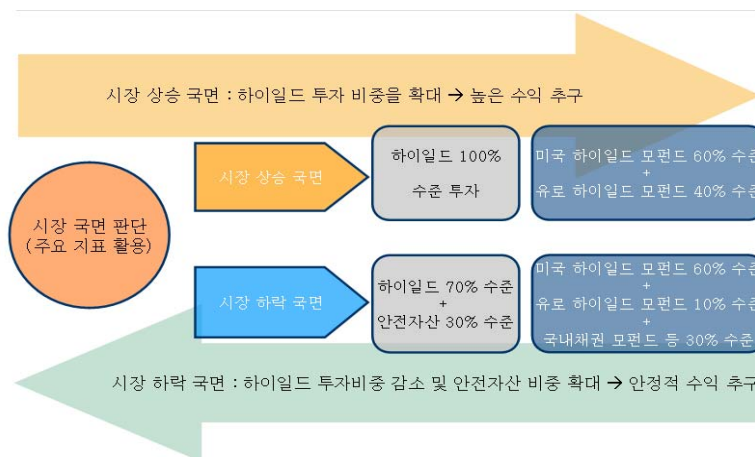 시장 상승 국면 : 하이일드 투자 비중을 확대 → 높은 수익 추구
시장 국면 판단
(주요 지표 활용)
시장 상승 국면
하이일드 100%
수준 투자
미국 하이일드 모펀드 60% 수준
+
유로 하이일드 모펀드 40% 수준
시장 하락 국면
하이일드 70% 수준
+
안전자산 30% 수준
미국 하이일드 모펀드 60% 수준
+
유로 하이일드 모펀드 10% 수준
+
국내채권 모펀드 등 30% 수준
시장 하락 국면 : 하이일드 투자비중 감소 및 안전자산 비중 확대 → 안정적 수익 추구